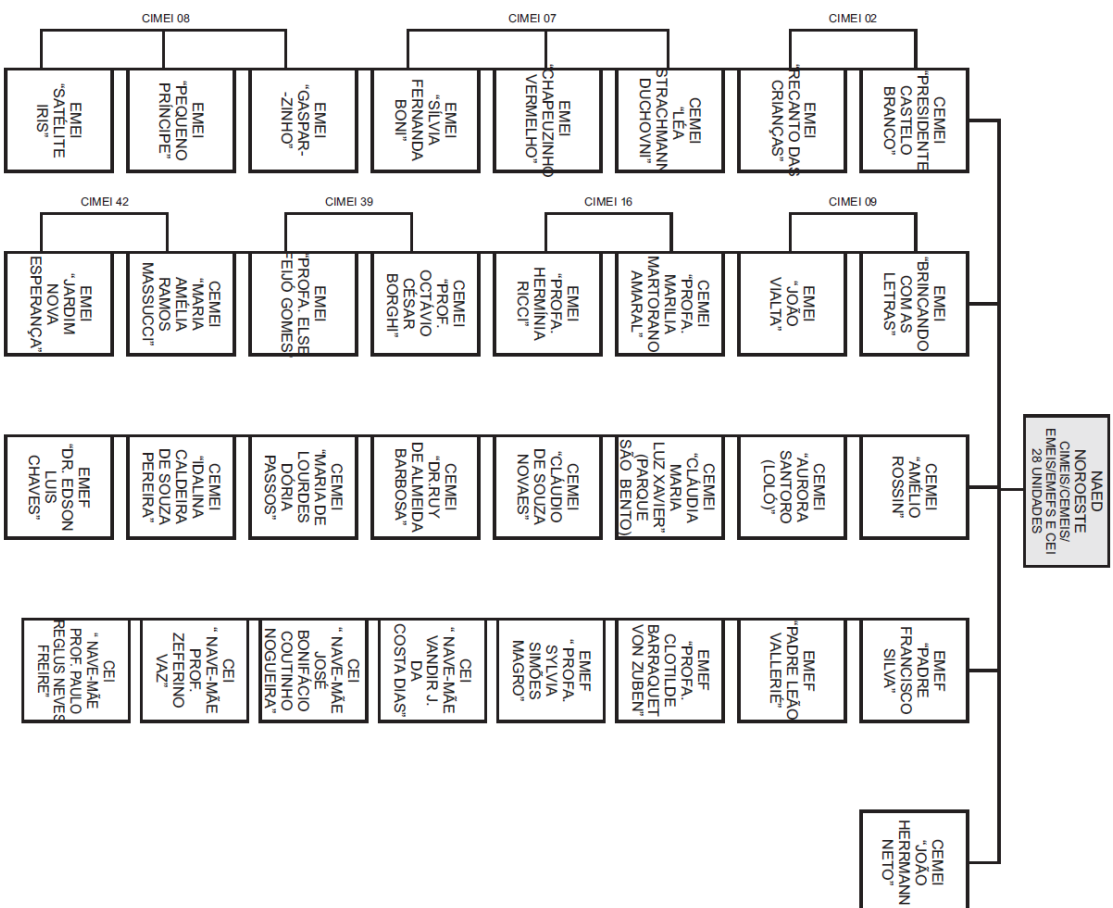 NAED
NOROESTE
CIMEIS/CEMEIS/
EMEIS/EMEFS E CEI
28 UNIDADES
CIMEI 02
CEMEI
"PRESIDENTE
CASTELO
BRANCO"
EMEI
"RECANTO DAS
CRIANÇAS"
CIMEI 07
CEMEI
"LÉA
STRACHMANN
DUCHOVNI"
EMEI
"CHAPEUZINHO
VERMELHO"
EMEI
"SÍLVIA
FERNANDA
BONI"
CIMEI 08
EMEI
"GASPAR-
-ZINHO"
EMEI
"PEQUENO
PRÍNCIPE"
EMEI
"SATÉLITE
IRIS"
CIMEI 09
EMEI
"BRINCANDO
COM AS
LETRAS"
EMEI
"JOÃO
VIALTA"
CIMEI 16
CEMEI
"PROFA.
MARILIA
MARTORANO
AMARAL"
EMEI
"PROFA.
HERMÍNIA
RICCI"
CIMEI 39
CEMEI
"PROF.
OCTÁVIO
CÉSAR
BORGHI"
EMEI
"PROFA. ELSE
FEIJÓ GOMES"
CIMEI 42
CEMEI
"MARIA
AMÉLIA
RAMOS
MASSUCCI"
EMEI
"JARDIM
NOVA
ESPERANÇA"
CEMEI
"AMÉLIO
ROSSIN"
CEMEI
"AURORA
SANTORO
(LOLÓ)"
CEMEI
"CLÁUDIA
MARIA
LUZ XAVIER"
(PARQUE
SÃO BENTO)
CEMEI
"CLÁUDIO
DE SOUZA
NOVAES"
CEMEI
"DR.RUY
DE ALMEIDA
BARBOSA"
CEMEI
"MARIA DE
LOURDES
DÓRIA
PASSOS"
CEMEI
"IDALINA
CALDEIRA
DE SOUZA
PEREIRA"
EMEF
"DR. EDSON
LUIS
CHAVES"
EMEF
"PADRE
FRANCISCO
SILVA"
EMEF
"PADRE LEÃO
VALLERIÉ"
EMEF
"PROFA.
CLOTILDE
BARRAQUET
VON ZUBEN"
EMEF
"PROFA.
SYLVIA
SIMÕES
MAGRO"
CEI
" NAVE-MÃE
VANDIR J.
DA
COSTA DIAS"
CEI
" NAVE-MÃE
JOSÉ
BONIFÁCIO
COUTINHO
NOGUEIRA"
CEI
" NAVE-MÃE
PROF.
ZEFERINO
VAZ"
CEI
" NAVE-MÃE
PROF. PAULO
REGLUS NEVES
FREIRE"
CEMEI
"JOÃO
HERRMANN
NETO"